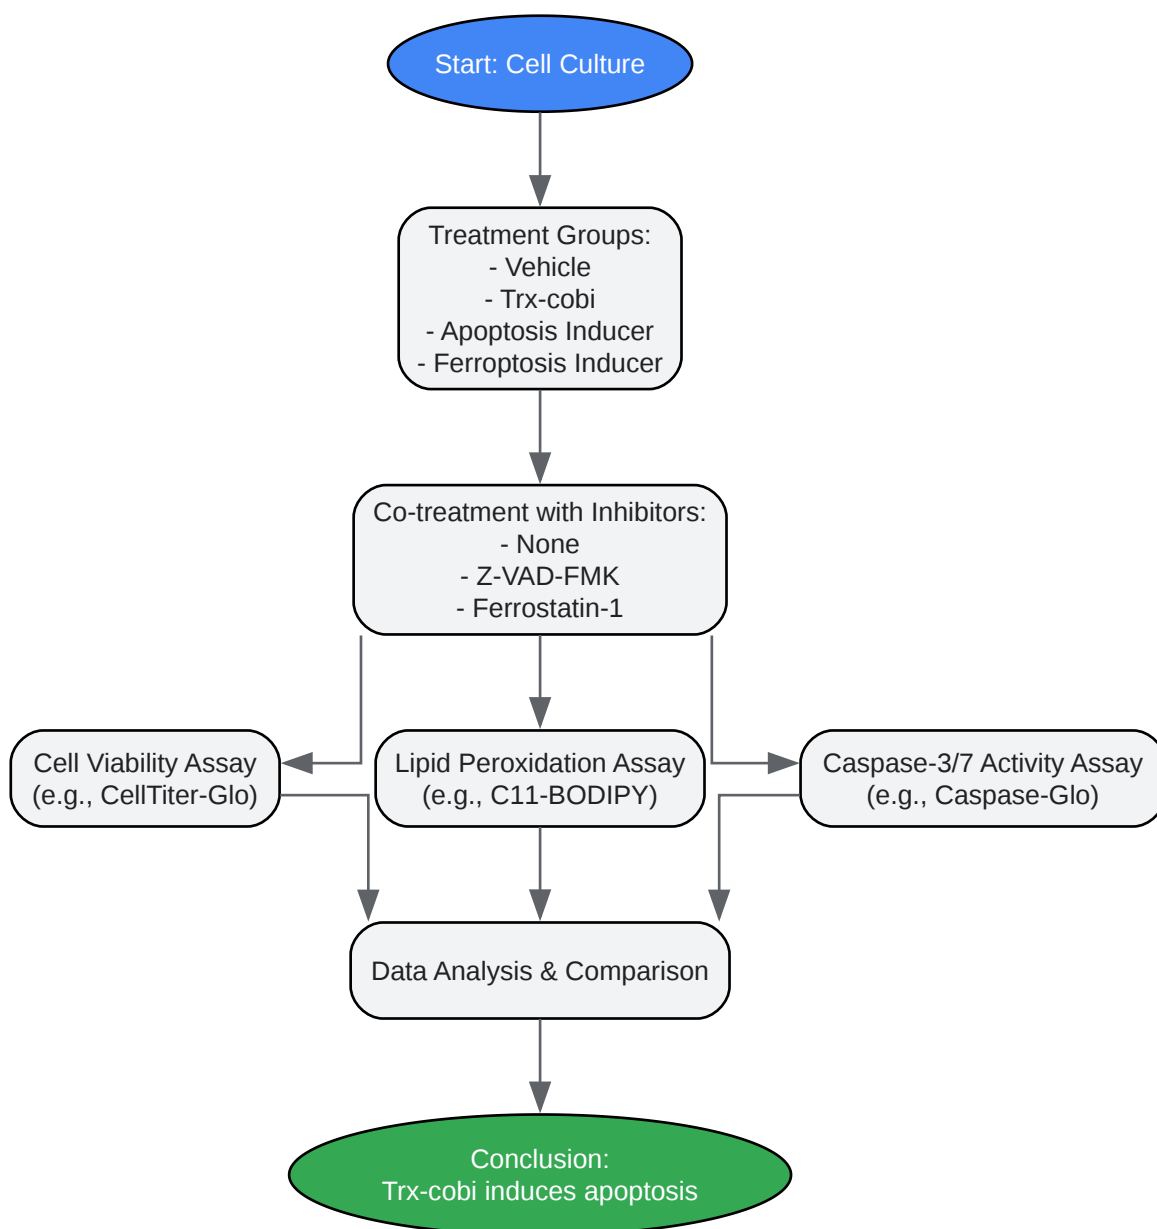 Start: Cell Culture
Treatment Groups:
- Vehicle
- Trx-cobi
- Apoptosis Inducer
- Ferroptosis Inducer
Co-treatment with Inhibitors:
- None
- Z-VAD-FMK
- Ferrostatin-1
Cell Viability Assay
(e.g., CellTiter-Glo)
Lipid Peroxidation Assay
(e.g., C11-BODIPY)
Caspase-3/7 Activity Assay
(e.g., Caspase-Glo)
Data Analysis & Comparison
Conclusion:
Trx-cobi induces apoptosis